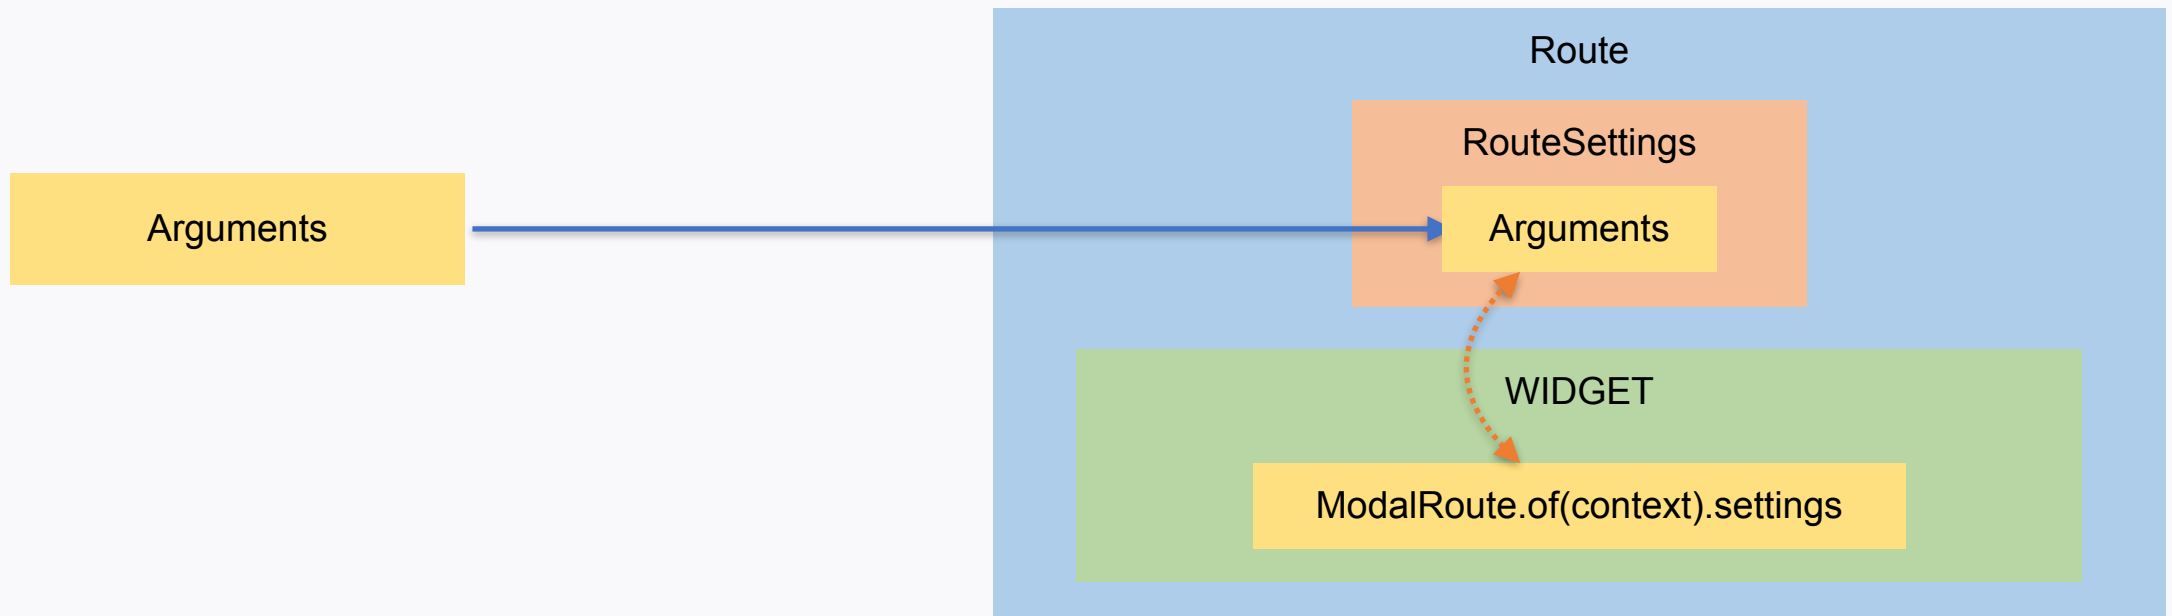 Route
RouteSettings
Arguments
Arguments
WIDGET
ModalRoute.of(context).settings